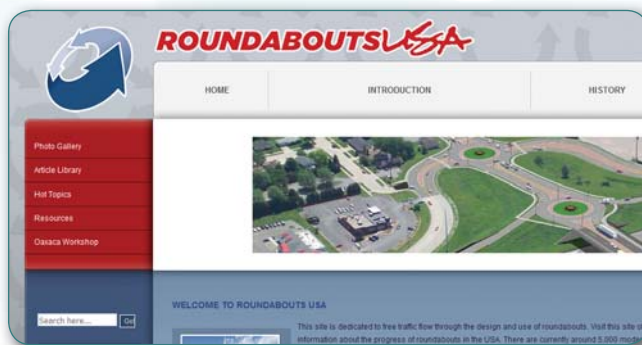 ROUNDABOUTSUSA
HOME INTRODUCTION HISTORY
Photo Gallery
Article Library
Hot Topics
Resources
Oaxaca Workshop
Search here... Go!
WELCOME TO ROUNDABOUTS USA
This site is dedicated to free traffic flow through the design and use of roundabouts. Visit this site
information about the progress of roundabouts in the USA. There are currently around 5,000